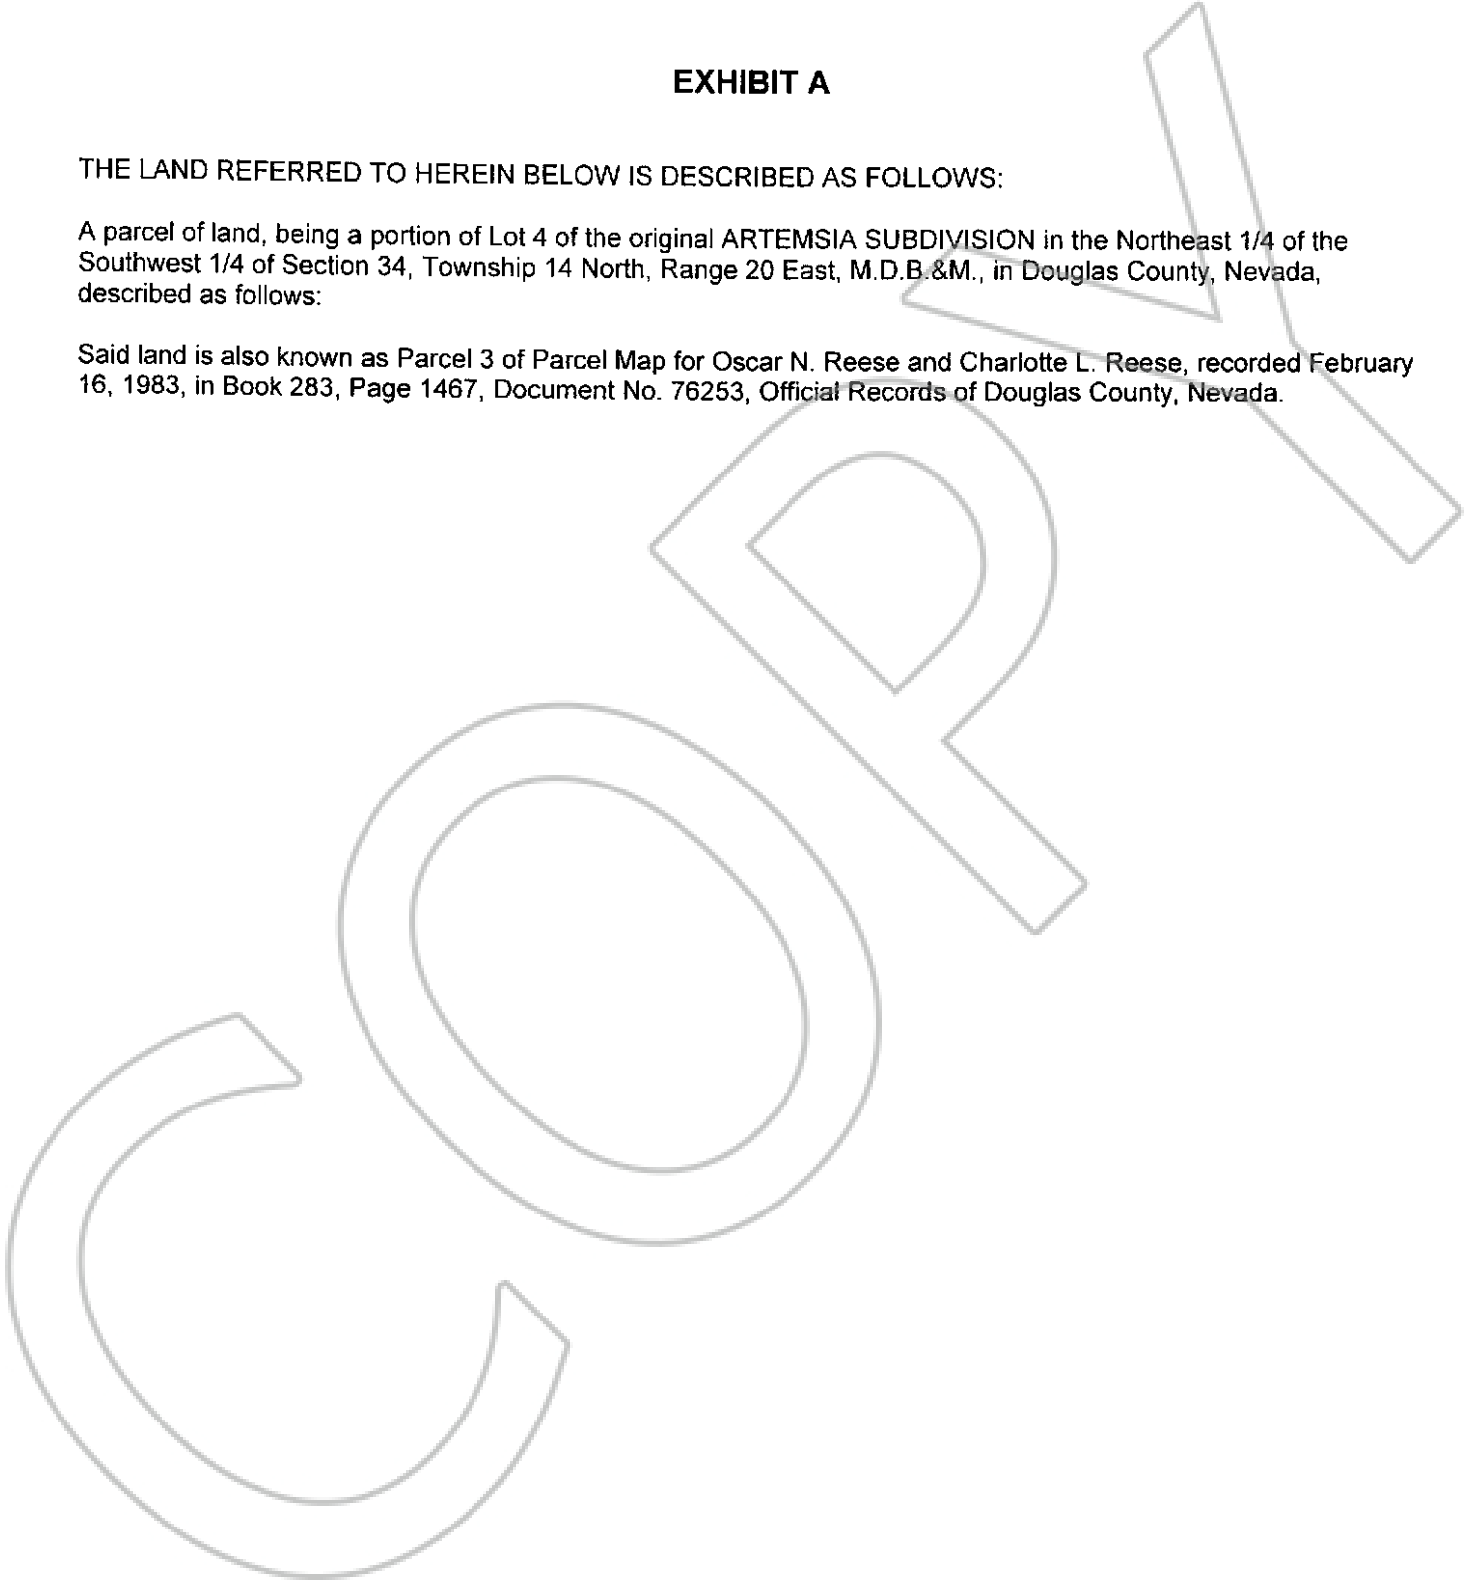 EXHIBIT A
THE LAND REFERRED TO HEREIN BELOW IS DESCRIBED AS FOLLOWS:
A parcel of land, being a portion of Lot 4 of the original ARTEMSIA SUBDIVISION in the Northeast 1/4 of the
Southwest 1/4 of Section 34, Township 14 North, Range 20 East, M.D.B.&M., in Douglas County, Nevada,
described as follows:
Said land is also known as Parcel 3 of Parcel Map for Oscar N. Reese and Charlotte L. Reese, recorded February
16, 1983, in Book 283, Page 1467, Document No. 76253, Official Records of Douglas County, Nevada.
COPY